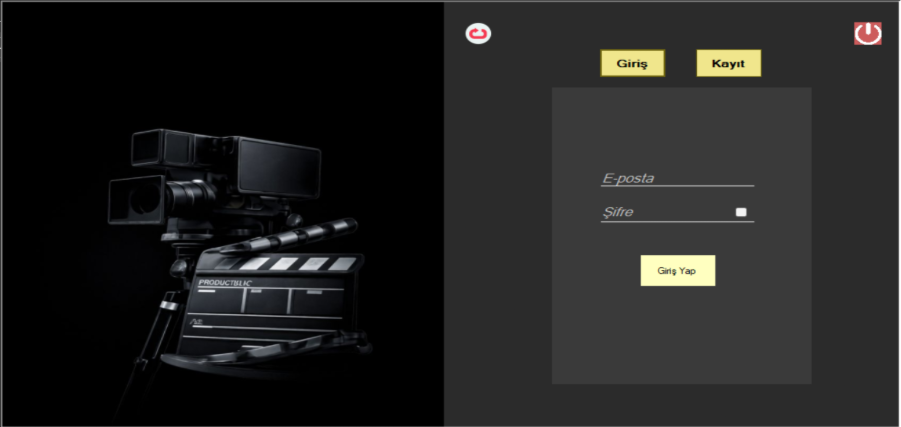 Giriş
Kayıt
E-posta
Şifre
Giriş Yap